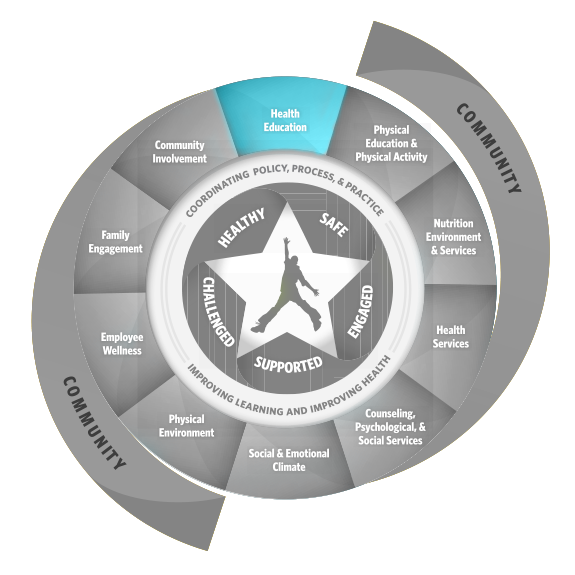 COMMUNITY
Health
Education
Physical
Education &
Physical Activity
Nutrition
Environment
& Services
Health
Services
Counseling,
Psychological, &
Social Services
Social & Emotional
Climate
Physical
Environment
Employee
Wellness
Family
Engagement
Community
Involvement
COORDINATING POLICY, PROCESS, & PRACTICE
IMPROVING LEARNING AND IMPROVING HEALTH
HEALTHY
SAFE
ENGAGED
SUPPORTED
CHALLENGED
COMMUNITY